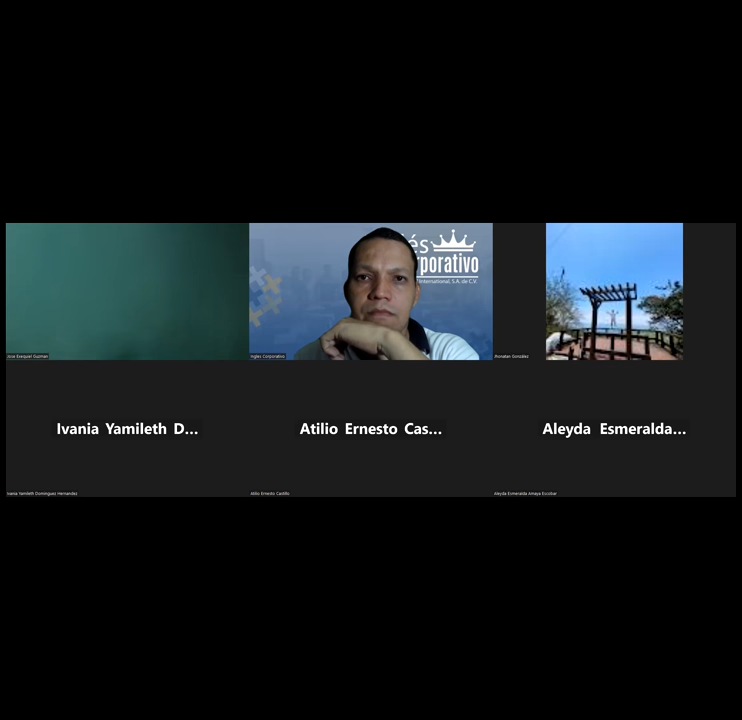 és
porativo
International, S.A. de C.V.
Jose Exequiel Guzman
Ingles Corporativo
Jhonatan González
Ivania Yamileth D...
Atilio Ernesto Cas...
Aleyda Esmeralda...
Ivania Yamileth Dominguez Hernandez
Atilio Ernesto Castillo
Aleyda Esmeralda Amaya Escobar